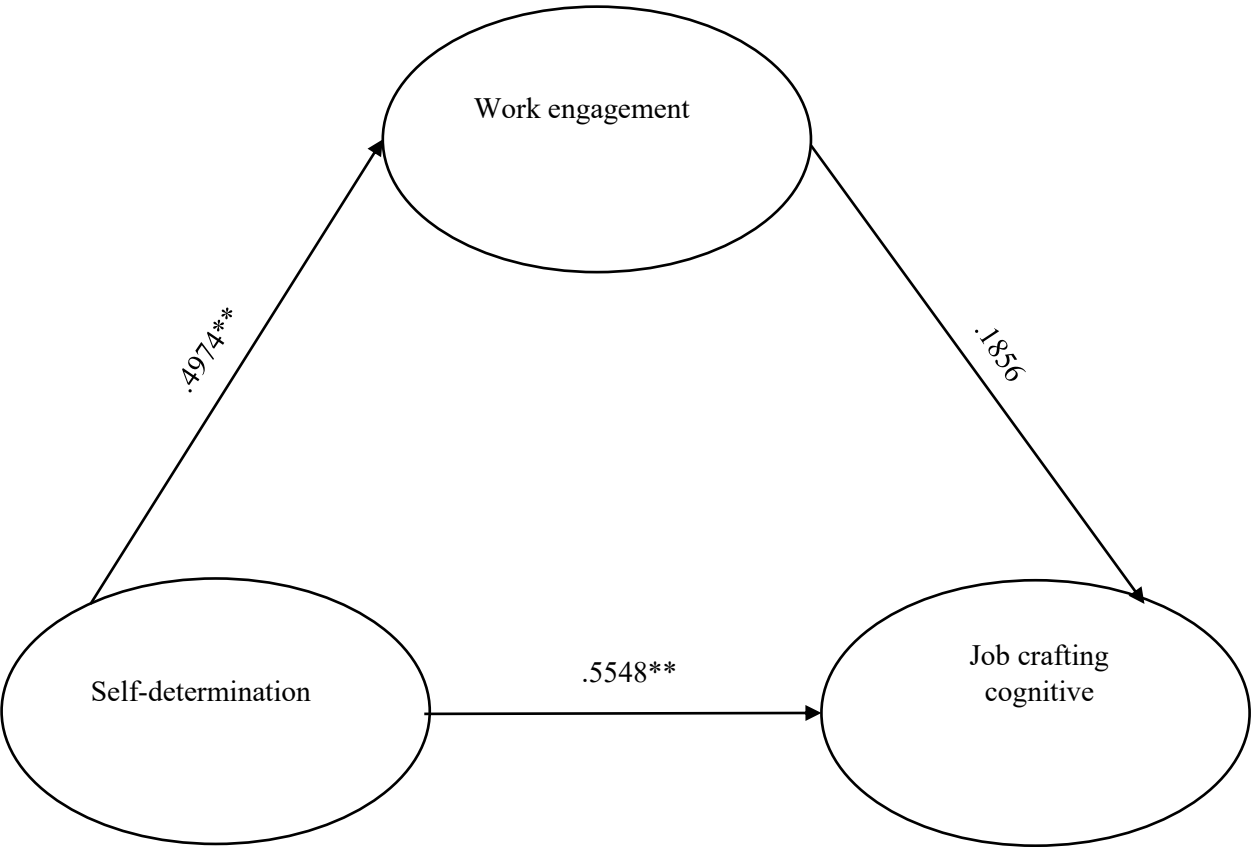 Work engagement
.4974**
.1856
Self-determination
.5548**
Job crafting
cognitive